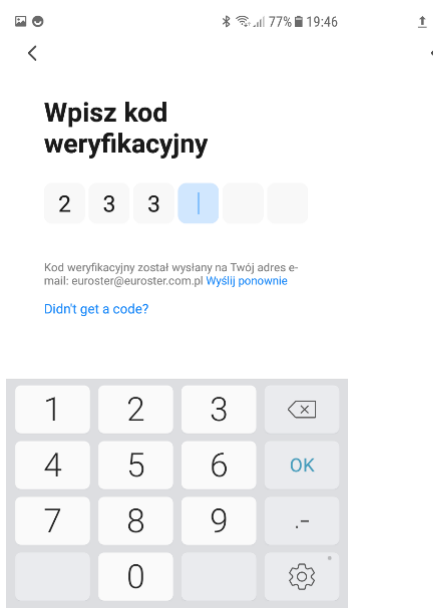 77% 19:46
Wpisz kod
weryfikacyjny
2 3 3
Kod weryfikacyjny został wysłany na Twój adres e-
mail: euroster@euroster.com.pl Wyślij ponownie
Didn't get a code?
1 2 3
4 5 6 OK
7 8 9 .-
0